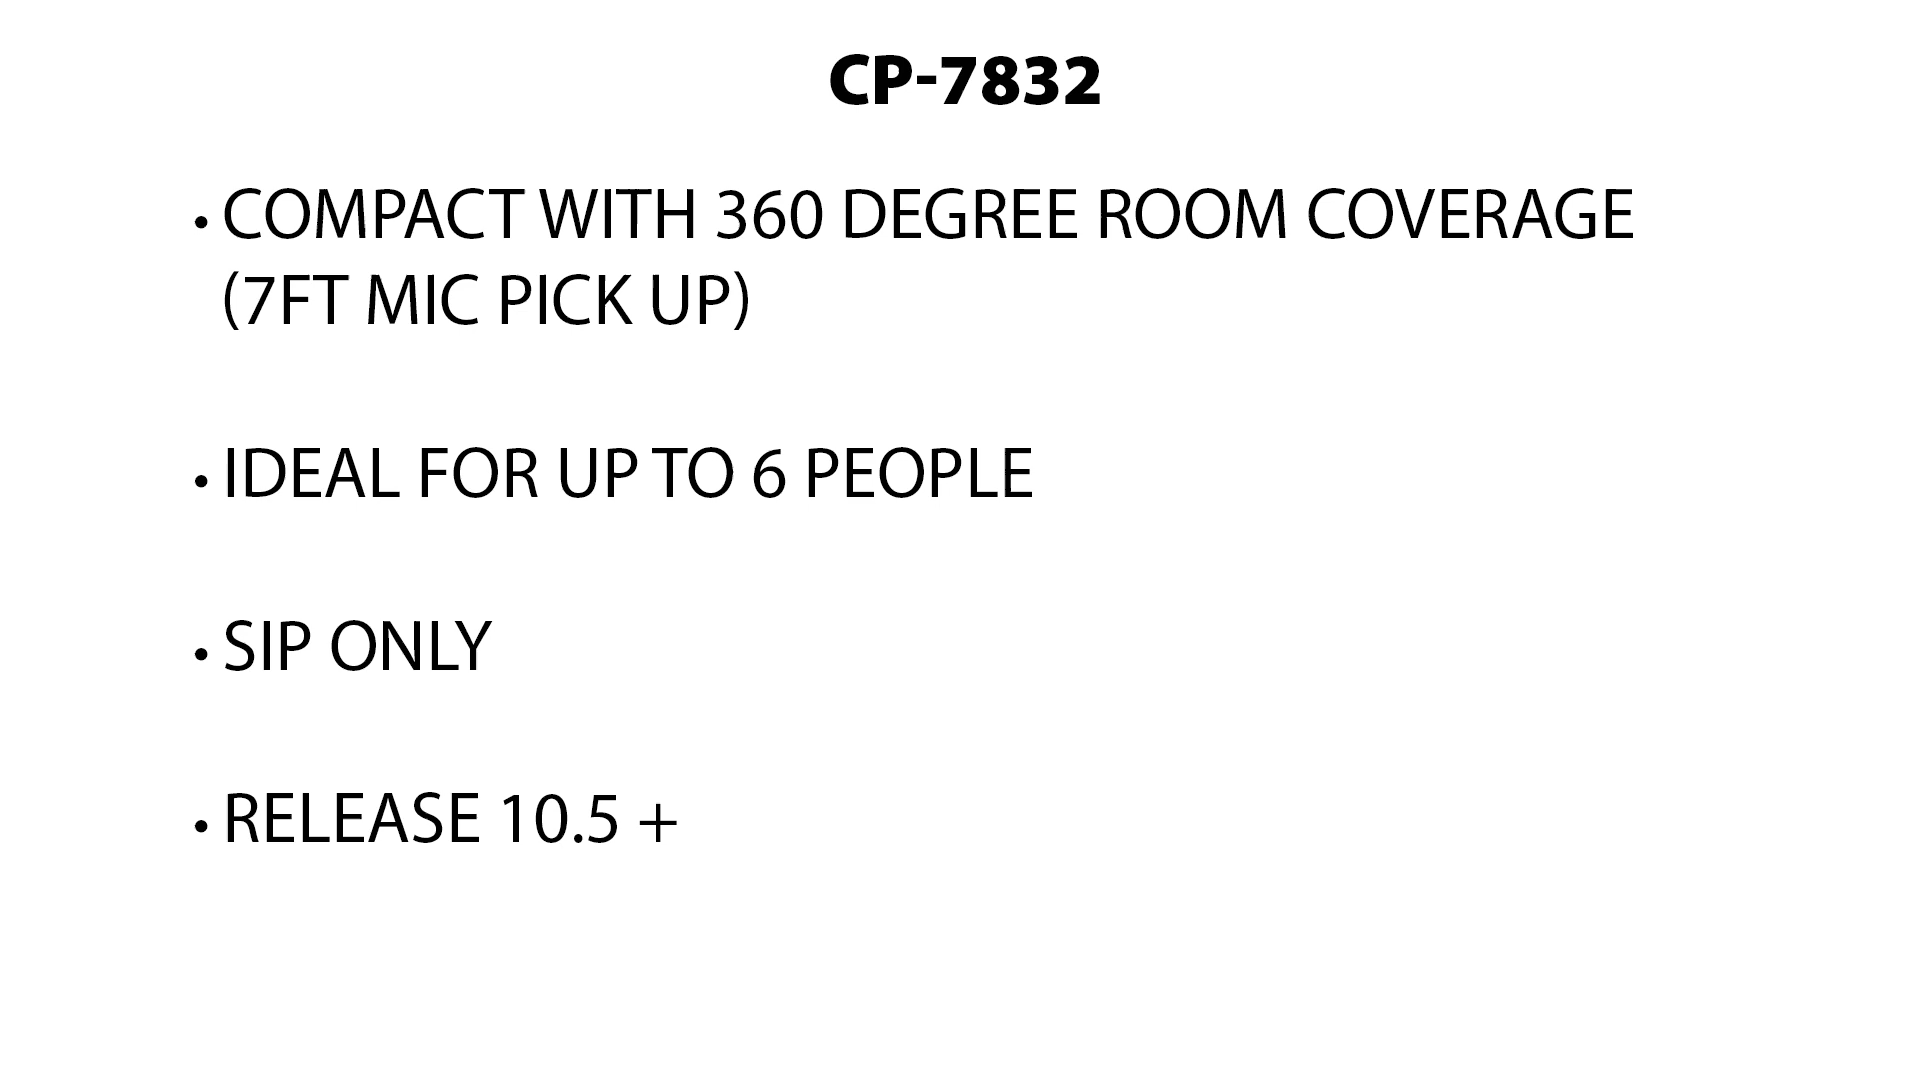 CP-7832
• COMPACT WITH 360 DEGREE ROOM COVERAGE
(7FT MIC PICK UP)
• IDEAL FOR UP TO 6 PEOPLE
• SIP ONLY
• RELEASE 10.5 +